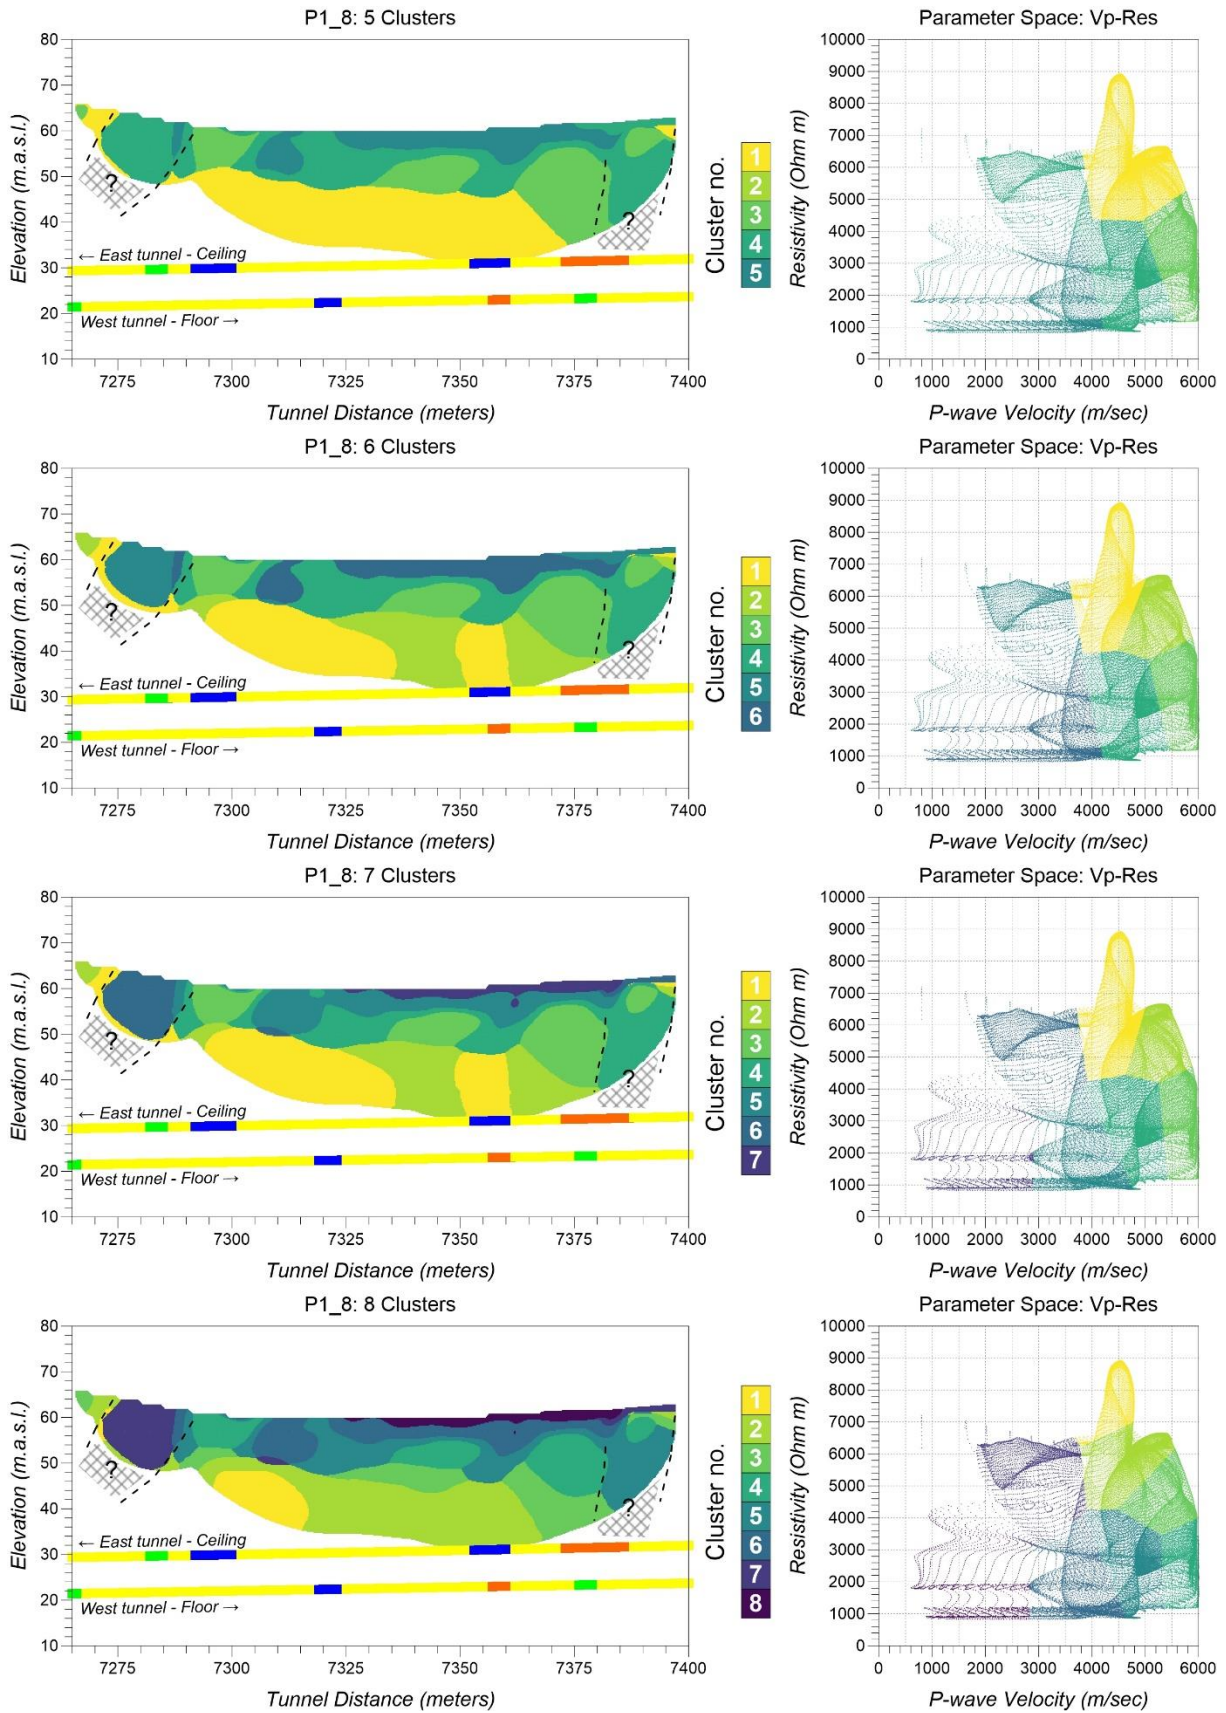 P1_8: 5 Clusters
Parameter Space: Vp-Res
Elevation (m.a.s.l.)
80
70
60
50
40
30
20
10
?
?
← East tunnel - Ceiling
West tunnel - Floor →
7275 7300 7325 7350 7375 7400
Tunnel Distance (meters)
Cluster no.
1
2
3
4
5
Resistivity (Ohm m)
10000
9000
8000
7000
6000
5000
4000
3000
2000
1000
0
0 1000 2000 3000 4000 5000 6000
P-wave Velocity (m/sec)
P1_8: 6 Clusters
Parameter Space: Vp-Res
Elevation (m.a.s.l.)
80
70
60
50
40
30
20
10
?
?
← East tunnel - Ceiling
West tunnel - Floor →
7275 7300 7325 7350 7375 7400
Tunnel Distance (meters)
Cluster no.
1
2
3
4
5
6
Resistivity (Ohm m)
10000
9000
8000
7000
6000
5000
4000
3000
2000
1000
0
0 1000 2000 3000 4000 5000 6000
P-wave Velocity (m/sec)
P1_8: 7 Clusters
Parameter Space: Vp-Res
Elevation (m.a.s.l.)
80
70
60
50
40
30
20
10
?
?
← East tunnel - Ceiling
West tunnel - Floor →
7275 7300 7325 7350 7375 7400
Tunnel Distance (meters)
Cluster no.
1
2
3
4
5
6
7
Resistivity (Ohm m)
10000
9000
8000
7000
6000
5000
4000
3000
2000
1000
0
0 1000 2000 3000 4000 5000 6000
P-wave Velocity (m/sec)
P1_8: 8 Clusters
Parameter Space: Vp-Res
Elevation (m.a.s.l.)
80
70
60
50
40
30
20
10
?
?
← East tunnel - Ceiling
West tunnel - Floor →
7275 7300 7325 7350 7375 7400
Tunnel Distance (meters)
Cluster no.
1
2
3
4
5
6
7
8
Resistivity (Ohm m)
10000
9000
8000
7000
6000
5000
4000
3000
2000
1000
0
0 1000 2000 3000 4000 5000 6000
P-wave Velocity (m/sec)